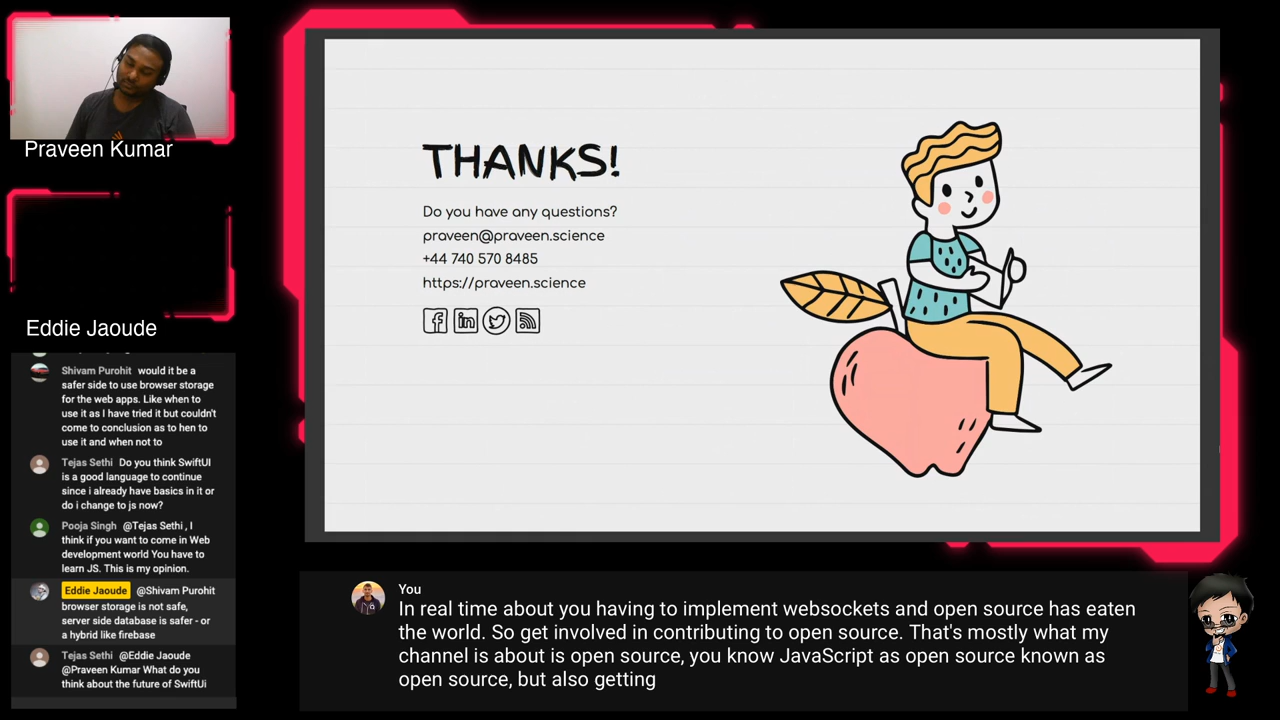 Praveen Kumar
Eddie Jaoude
Shivam Purohit would it be a
safer side to use browser storage
for the web apps. Like when to
use it as I have tried it but couldn't
come to conclusion as to hen to
use it and when not to
Tejas Sethi Do you think SwiftUI
is a good language to continue
since i already have basics in it or
do i change to js now?
Pooja Singh @Tejas Sethi , I
think if you want to come in Web
development world You have to
learn JS. This is my opinion.
Eddie Jaoude @Shivam Purohit
browser storage is not safe,
server side database is safer - or
a hybrid like firebase
Tejas Sethi @Eddie Jaoude
@Praveen Kumar What do you
think about the future of SwiftUi
THANKS!
Do you have any questions?
praveen@praveen.science
+44 740 570 8485
https://praveen.science
You
In real time about you having to implement websockets and open source has eaten
the world. So get involved in contributing to open source. That's mostly what my
channel is about is open source, you know JavaScript as open source known as
open source, but also getting